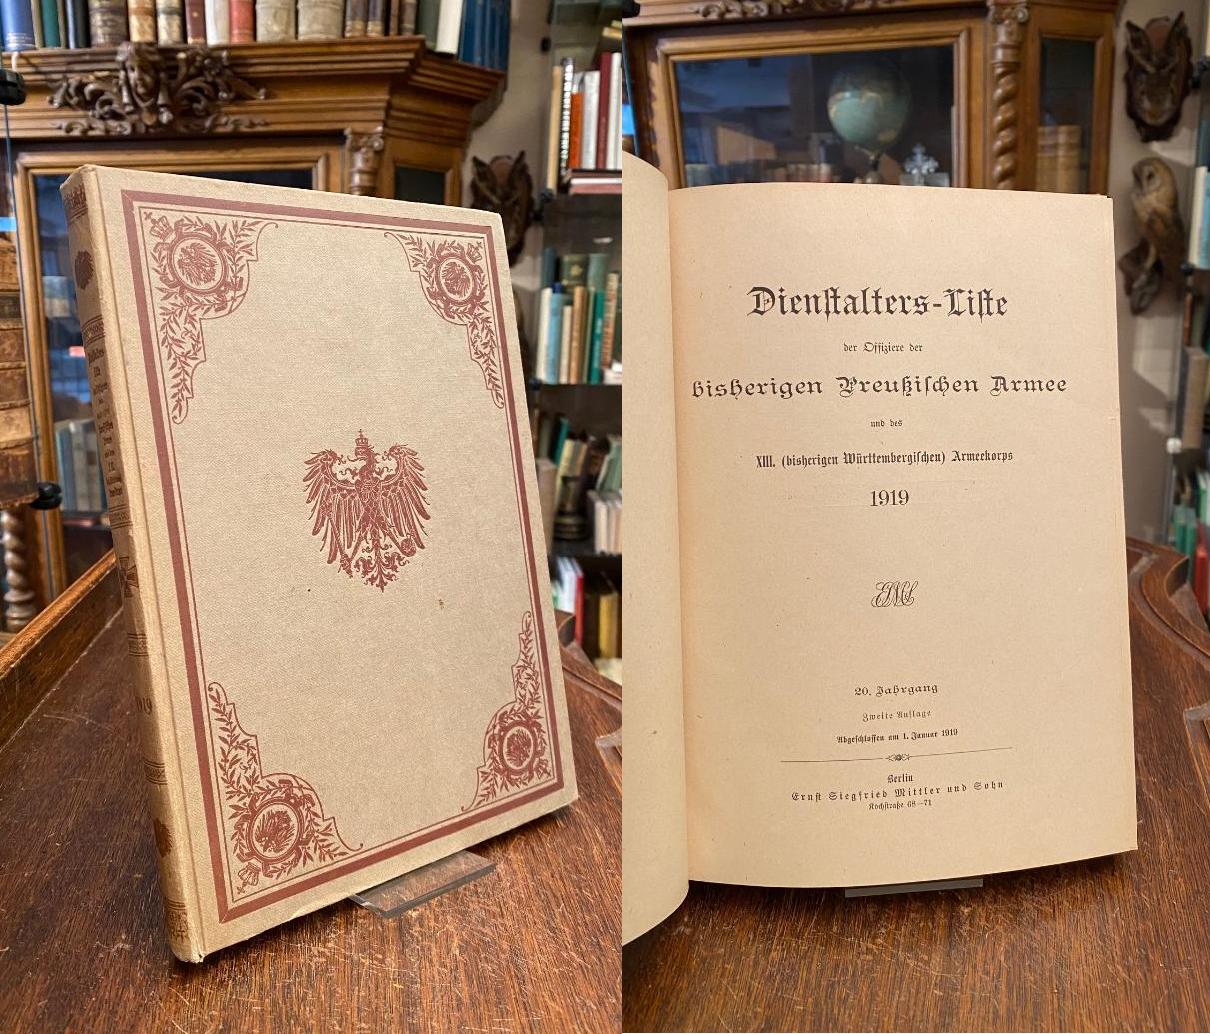 1919
Dienſtalters-Liſte
der Offiziere der
bisherigen Preußiſchen Armee
und des
XIII. (bisherigen Württembergiſchen) Armeekorps
1919
20. Jahrgang
Zweite Auflage
Abgeſchloſſen am 1. Januar 1919
Berlin
Ernſt Siegfried Mittler und Sohn
Kochſtraße 68—71